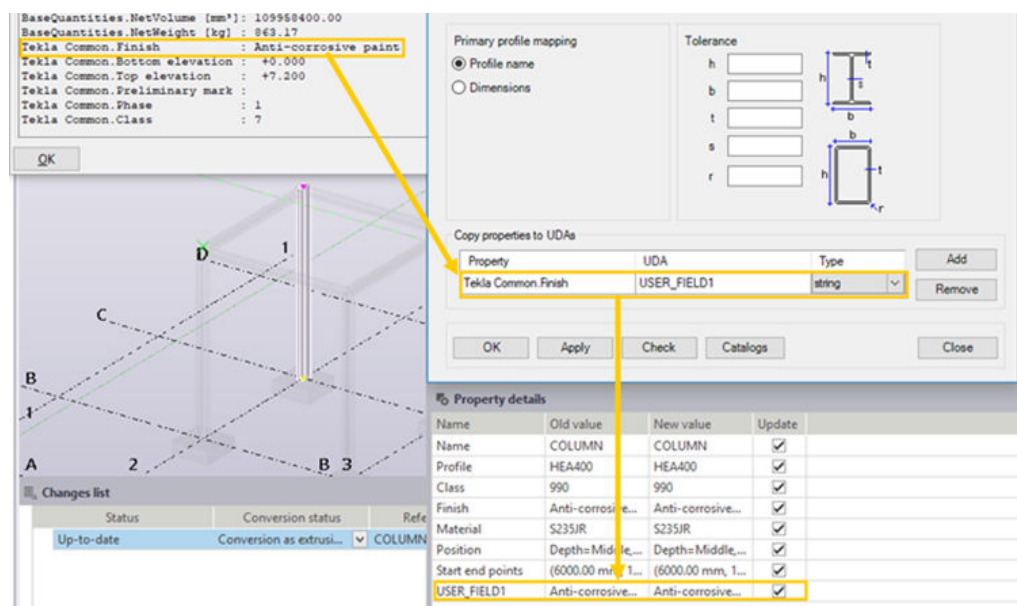 BaseQuantities.NetVolume [mm³]: 109958400.00
BaseQuantities.NetWeight [kg] : 863.17
Tekla Common.Finish : Anti-corrosive paint
Tekla Common.Bottom elevation : +0.000
Tekla Common.Top elevation : +7.200
Tekla Common.Preliminary mark :
Tekla Common.Phase : 1
Tekla Common.Class : 7
OK
Primary profile mapping
Profile name
Dimensions
Tolerance
h
b
t
s
r
h
t
s
b
b
h
t
r
Copy properties to UDAs
Property UDA Type
Tekla Common.Finish USER_FIELD1 string
Add
Remove
OK Apply Check Catalogs Close
D 1
C
B
1
A 2 B 3
Changes list
Status Conversion status Refe
Up-to-date Conversion as extrusi... COLUMN
Property details
Name Old value New value Update
Name COLUMN COLUMN
Profile HEA400 HEA400
Class 990 990
Finish Anti-corrosive... Anti-corrosive...
Material S235JR S235JR
Position Depth=Middle,... Depth=Middle,...
Start end points (6000.00 mm, 1... (6000.00 mm, 1...
USER_FIELD1 Anti-corrosive... Anti-corrosive...